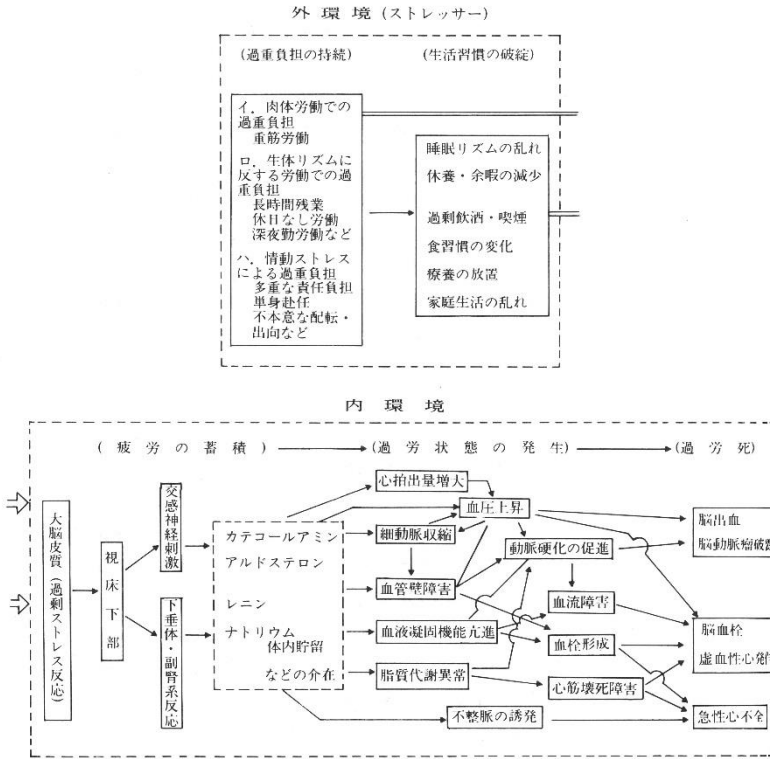 外環境(ストレッサー)
(過重負担の持続)
(生活習慣の破綻)
イ．肉体労働での
過重負担
重筋労働
ロ．生体リズムに
反する労働での過
重負担
長時間残業
休日なし労働
深夜勤労働など
ハ．情動ストレス
による過重負担
多重な責任負担
単身赴任
不本意な配転・
出向など
睡眠リズムの乱れ
休養・余暇の減少
過剰飲酒・喫煙
食習慣の変化
療養の放置
家庭生活の乱れ
内環境
(疲労の蓄積)
(過労状態の発生)
(過労死)
大脳皮質(過剰ストレス反応)
視床下部
交感神経刺激
下垂体・副腎系反応
カテコールアミン
アルドステロン
レニン
ナトリウム
体内貯留
などの介在
心拍出量増大
血圧上昇
細動脈収縮
動脈硬化の促進
血管壁障害
血流障害
血液凝固機能亢進
血栓形成
脂質代謝異常
心筋壊死障害
不整脈の誘発
脳出血
脳動脈瘤破
脳血栓
虚血性心発
急性心不全